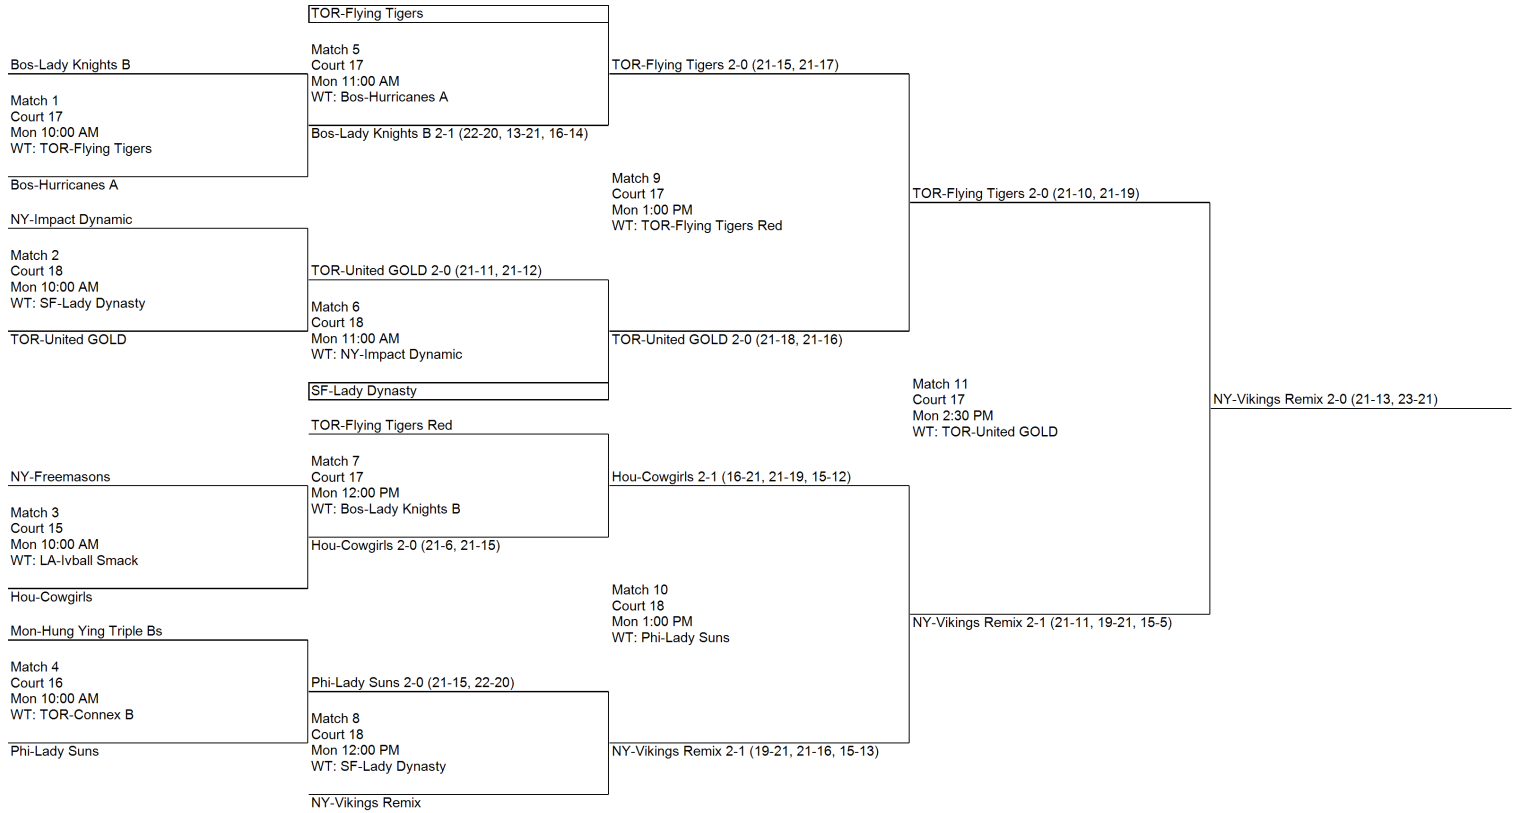 TOR-Flying Tigers
Bos-Lady Knights B
Match 1
Court 17
Mon 10:00 AM
WT: TOR-Flying Tigers
Bos-Hurricanes A
NY-Impact Dynamic
Match 2
Court 18
Mon 10:00 AM
WT: SF-Lady Dynasty
TOR-United GOLD
NY-Freemasons
Match 3
Court 15
Mon 10:00 AM
WT: LA-Ivball Smack
Hou-Cowgirls
Mon-Hung Ying Triple Bs
Match 4
Court 16
Mon 10:00 AM
WT: TOR-Connex B
Phi-Lady Suns
Match 5
Court 17
Mon 11:00 AM
WT: Bos-Hurricanes A
Bos-Lady Knights B 2-1 (22-20, 13-21, 16-14)
TOR-United GOLD 2-0 (21-11, 21-12)
Match 6
Court 18
Mon 11:00 AM
WT: NY-Impact Dynamic
SF-Lady Dynasty
TOR-Flying Tigers Red
Match 7
Court 17
Mon 12:00 PM
WT: Bos-Lady Knights B
Hou-Cowgirls 2-0 (21-6, 21-15)
Phi-Lady Suns 2-0 (21-15, 22-20)
Match 8
Court 18
Mon 12:00 PM
WT: SF-Lady Dynasty
NY-Vikings Remix
TOR-Flying Tigers 2-0 (21-15, 21-17)
Match 9
Court 17
Mon 1:00 PM
WT: TOR-Flying Tigers Red
TOR-United GOLD 2-0 (21-18, 21-16)
Hou-Cowgirls 2-1 (16-21, 21-19, 15-12)
Match 10
Court 18
Mon 1:00 PM
WT: Phi-Lady Suns
NY-Vikings Remix 2-1 (19-21, 21-16, 15-13)
TOR-Flying Tigers 2-0 (21-10, 21-19)
Match 11
Court 17
Mon 2:30 PM
WT: TOR-United GOLD
NY-Vikings Remix 2-1 (21-11, 19-21, 15-5)
NY-Vikings Remix 2-0 (21-13, 23-21)